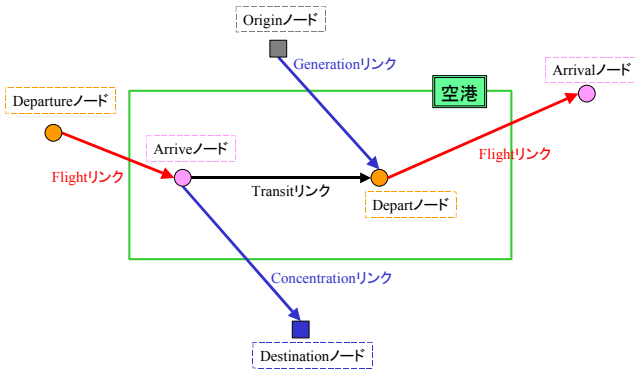 Originノード
Generationリンク
Arrivalノード
空港
Departureノード
Arriveノード
Flightリンク
Flightリンク
Transitリンク
Departノード
Concentrationリンク
Destinationノード